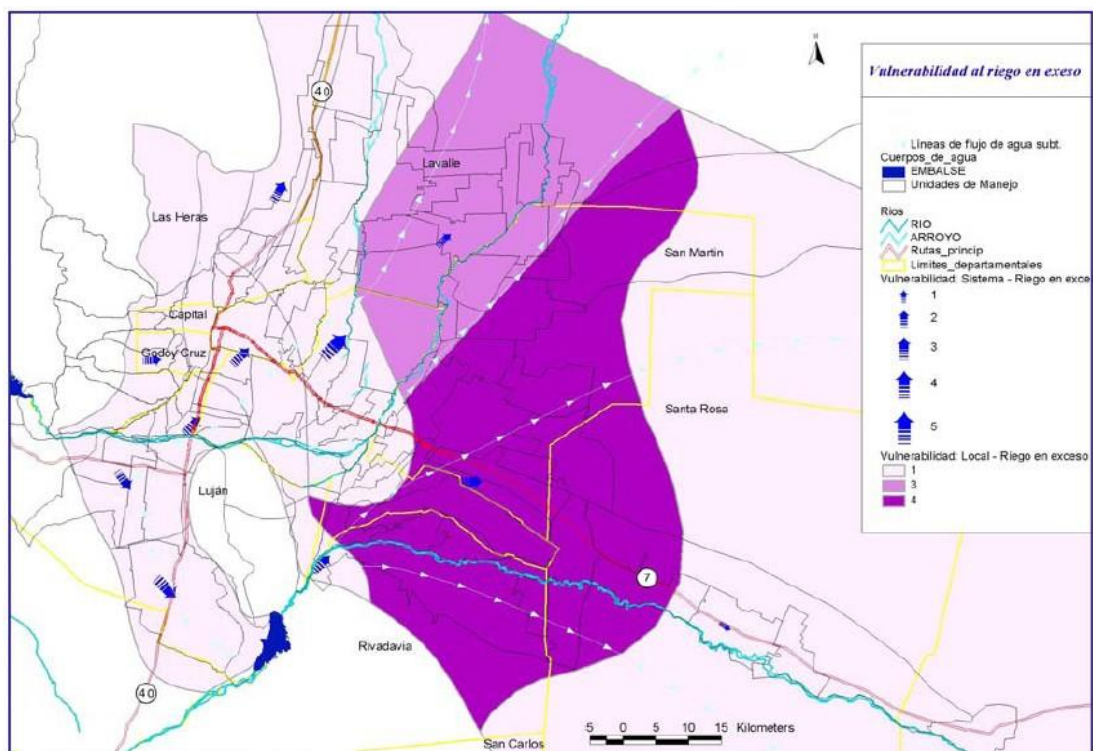 N
40
Lavalle
Las Heras
San Martin
Capital
Godoy Cruz
Santa Rosa
Luján
7
Rivadavia
40
San Carlos
5 0 5 10 15 Kilometers
Vulnerabilidad al riego en exeso
Líneas de flujo de agua subt.
Cuerpos_de_agua
EMBALSE
Unidades de Manejo
Rios
RIO
ARROYO
Rutas_princip
Limites_departamentales
Vulnerabilidad: Sistema - Riego en exce
1
2
3
4
5
Vulnerabilidad: Local - Riego en exceso
1
3
4